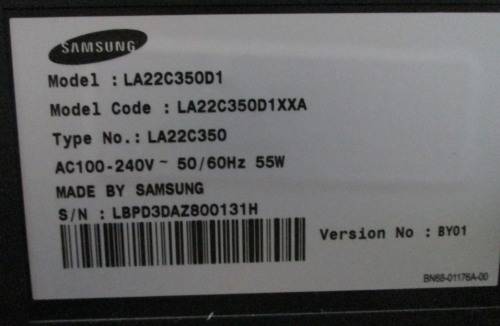 SAMSUNG
Model : LA22C350D1
Model Code : LA22C350D1XXA
Type No.: LA22C350
AC100-240V ~ 50/60Hz 55W
MADE BY SAMSUNG
S/N : LBPD3DAZ800131H
Version No : BY01
BN68-01176A-00